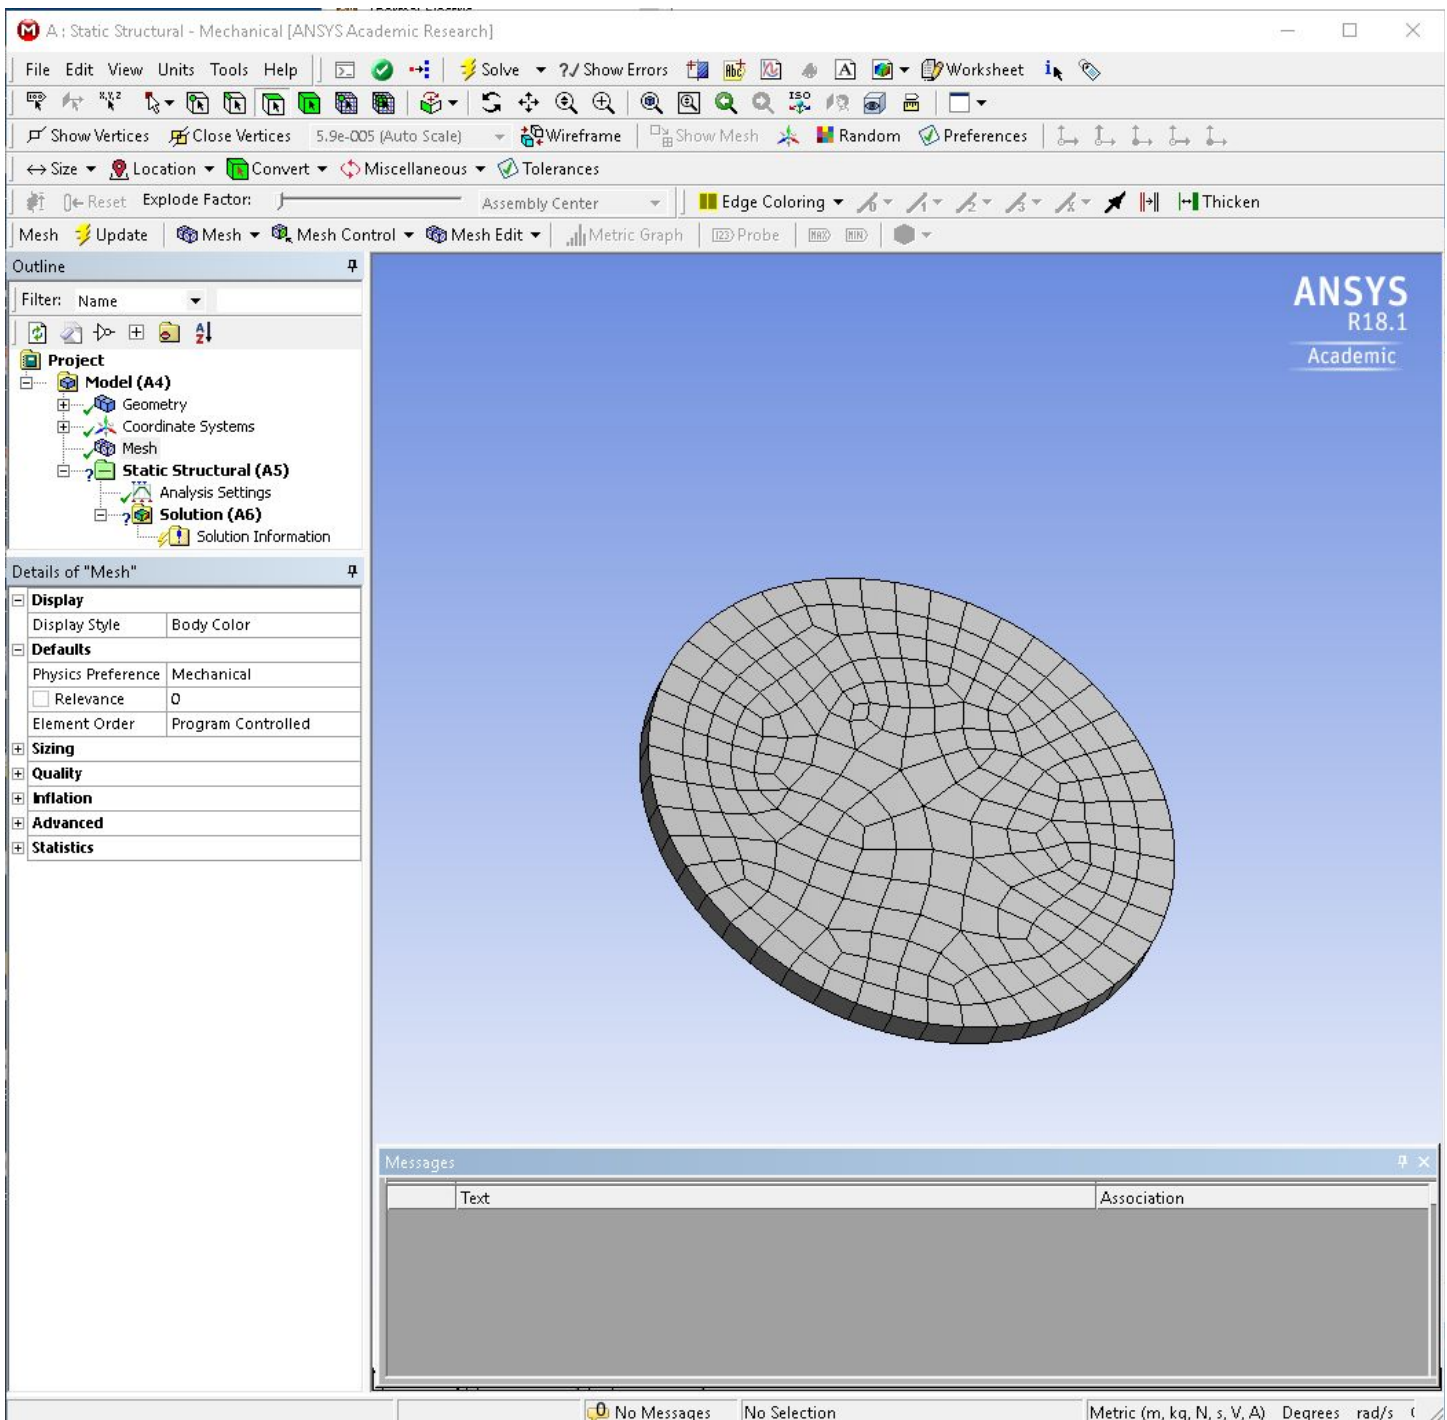 A : Static Structural - Mechanical [ANSYS Academic Research]
File Edit View Units Tools Help Solve ?/ Show Errors Worksheet
Show Vertices Close Vertices 5.9e-005 (Auto Scale) Wireframe Show Mesh Random Preferences
Size Location Convert Miscellaneous Tolerances
Reset Explode Factor: Assembly Center Edge Coloring Thicken
Mesh Update Mesh Mesh Control Mesh Edit Metric Graph Probe MAX MIN
Outline
Filter: Name
Project
Model (A4)
Geometry
Coordinate Systems
Mesh
Static Structural (A5)
Analysis Settings
Solution (A6)
Solution Information
Details of "Mesh"
Display
Display Style Body Color
Defaults
Physics Preference Mechanical
Relevance 0
Element Order Program Controlled
Sizing
Quality
Inflation
Advanced
Statistics
ANSYS
R18.1
Academic
Messages
Text Association
0 No Messages No Selection Metric (m, kg, N, s, V, A) Degrees rad/s